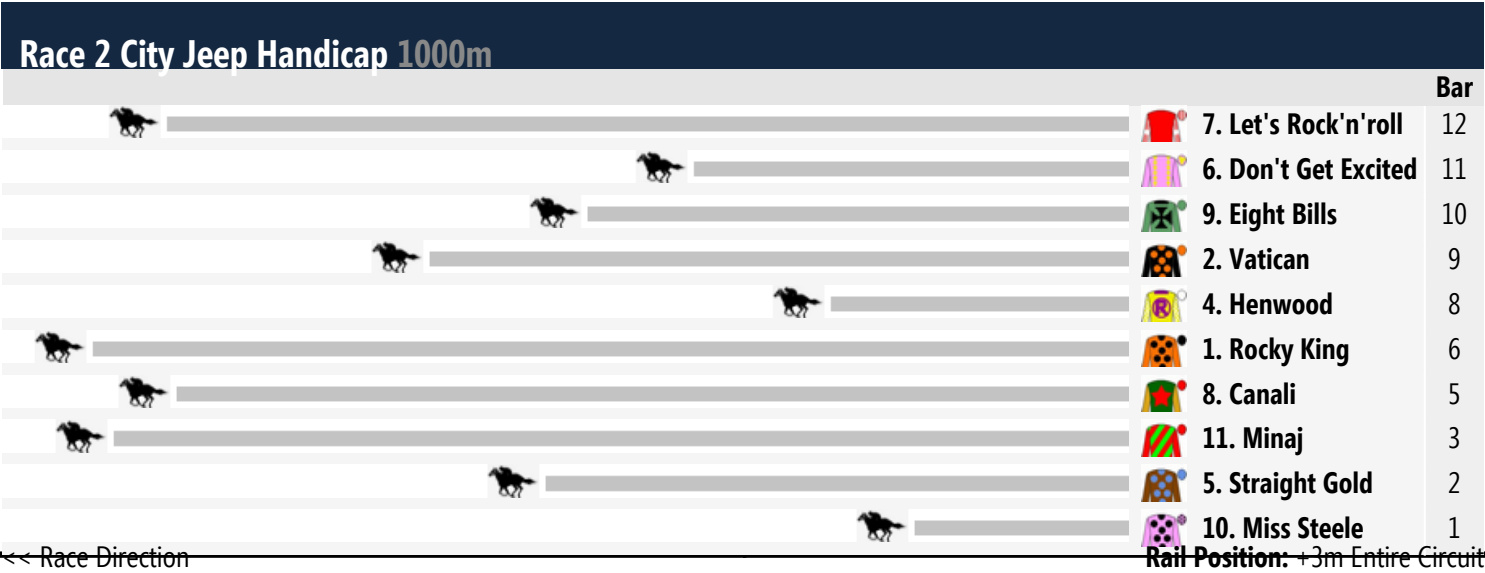 Race 2 City Jeep Handicap 1000m
Bar
7. Let's Rock'n'roll 12
6. Don't Get Excited 11
9. Eight Bills 10
2. Vatican 9
4. Henwood 8
R
1. Rocky King 6
8. Canali 5
11. Minaj 3
5. Straight Gold 2
10. Miss Steele 1
<< Race Direction Rail Position: +3m Entire Circuit